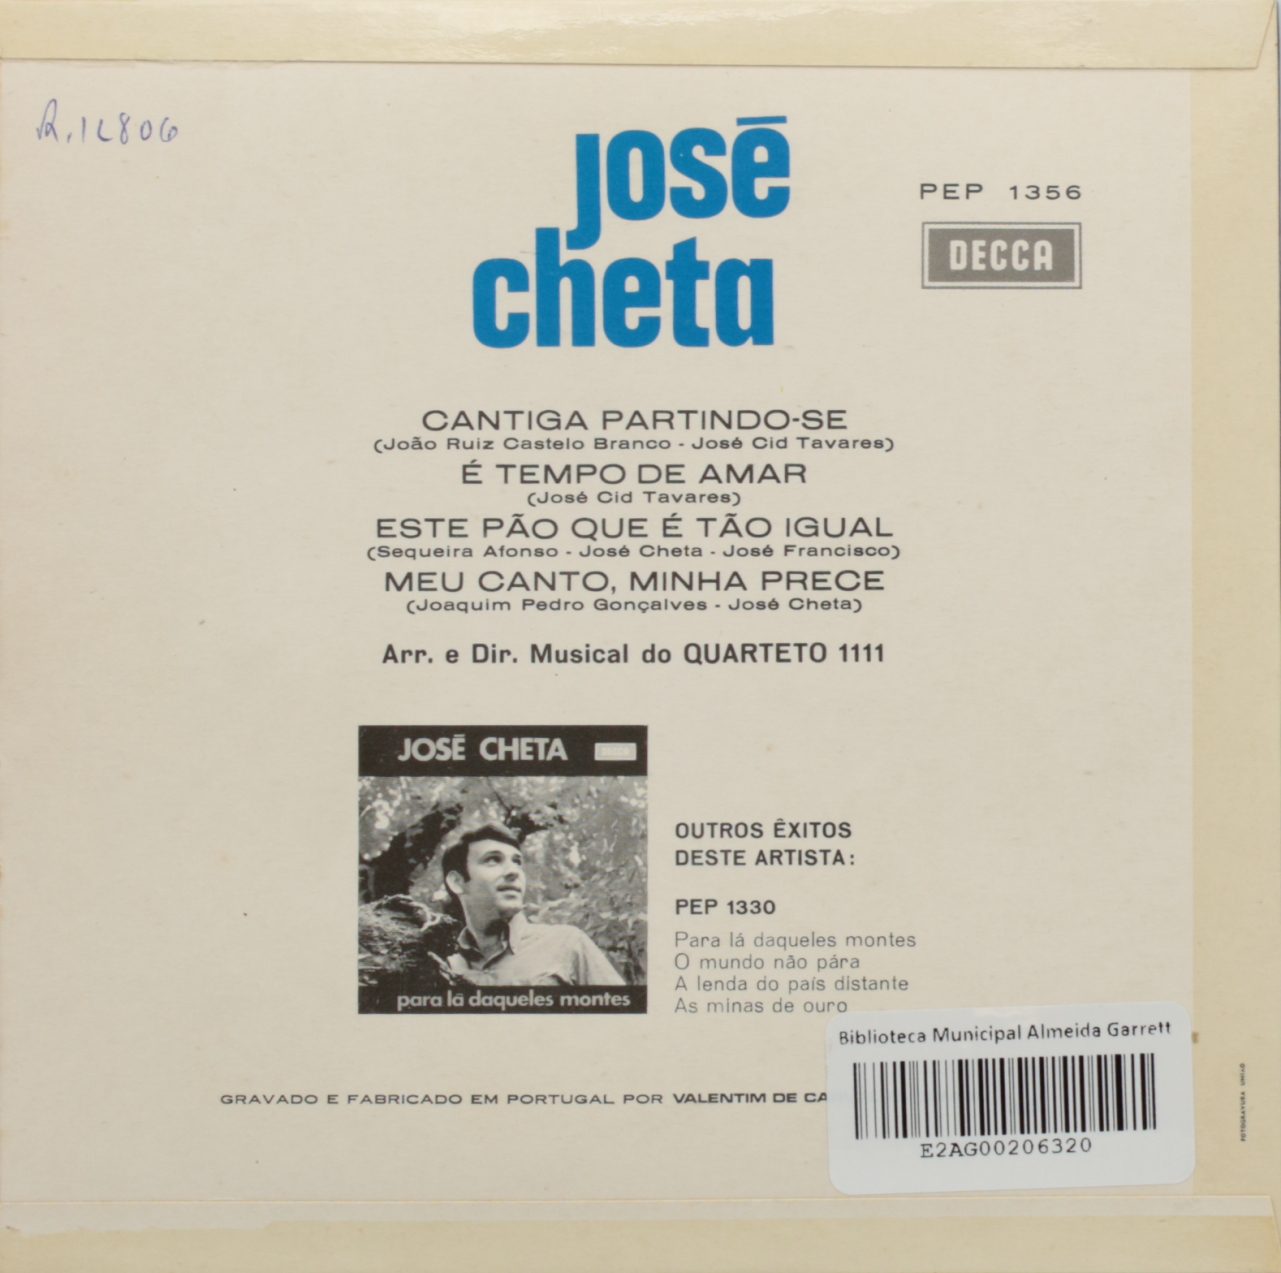 R.12806
josé
cheta
PEP 1356
DECCA
CANTIGA PARTINDO-SE
(João Ruiz Castelo Branco - José Cid Tavares)
É TEMPO DE AMAR
(José Cid Tavares)
ESTE PÃO QUE É TÃO IGUAL
(Sequeira Afonso - José Cheta - José Francisco)
MEU CANTO, MINHA PRECE
(Joaquim Pedro Gonçalves - José Cheta)
Arr. e Dir. Musical do QUARTETO 1111
JOSÉ CHETA DECCA
para lá daqueles montes
OUTROS ÊXITOS
DESTE ARTISTA:
PEP 1330
Para lá daqueles montes
O mundo não pára
A lenda do país distante
As minas de ouro
Biblioteca Municipal Almeida Garrett
E2AG00206320
GRAVADO E FABRICADO EM PORTUGAL POR VALENTIM DE CA
FOTOGRAVURA UNIÃO